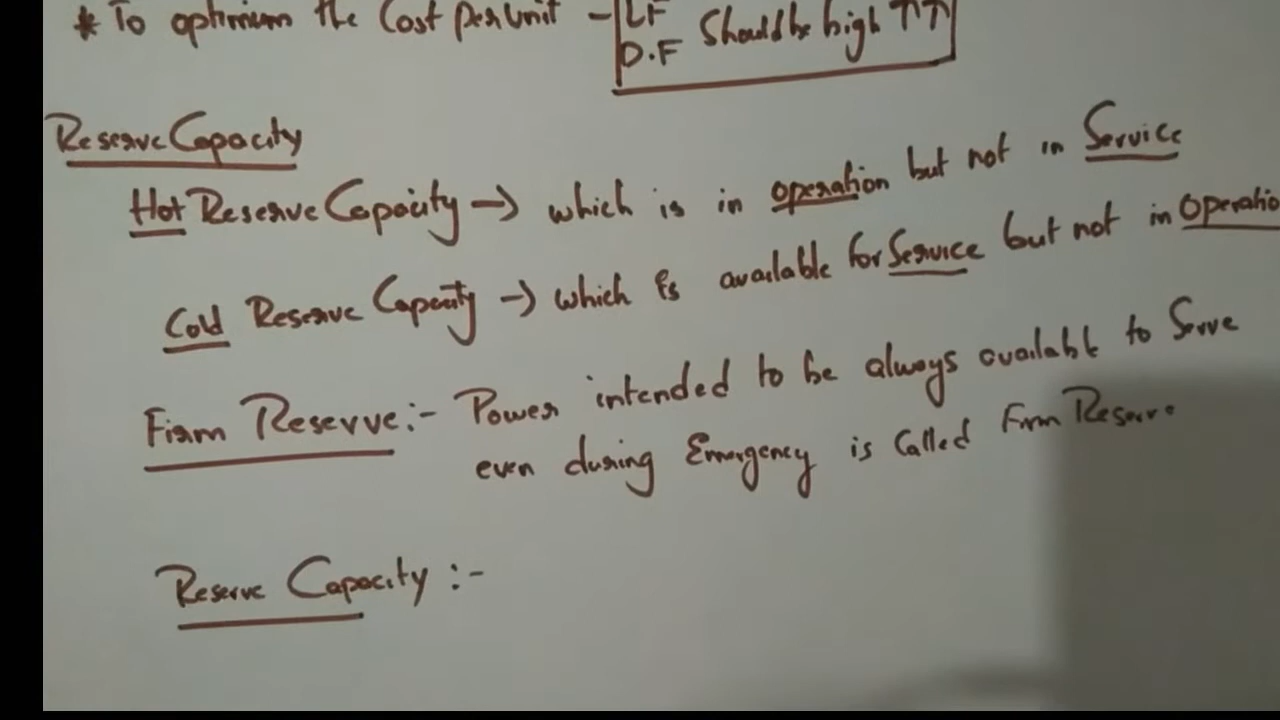 * To optimum the Cost per unit - LF
D.F Should be high ↑↑
Reserve Capacity
Hot Reserve Capacity → which is in operation but not in Service
Cold Reserve Capacity → which is available for Service but not in Operatio
Firm Reserve:- Power intended to be always available to Serve
even during Emergency is Called Firm Reserve
Reserve Capacity :-